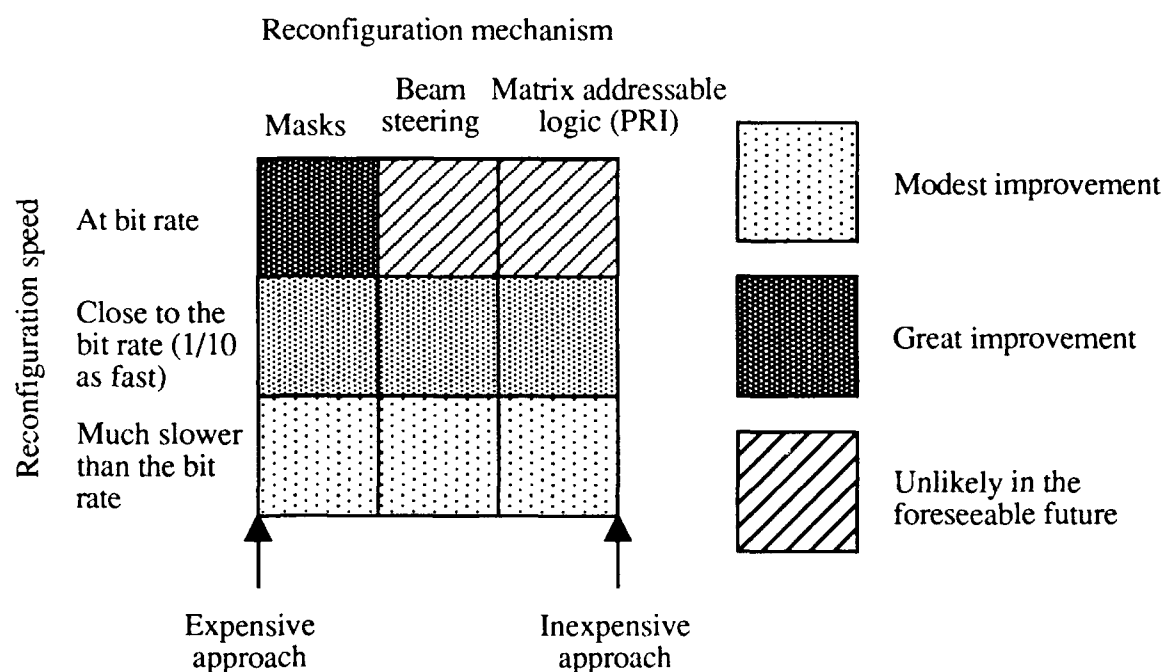 Reconfiguration mechanism
Masks
Beam
steering
Matrix addressable
logic (PRI)
Reconfiguration speed
At bit rate
Close to the
bit rate (1/10
as fast)
Much slower
than the bit
rate
Expensive
approach
Inexpensive
approach
Modest improvement
Great improvement
Unlikely in the
foreseeable future